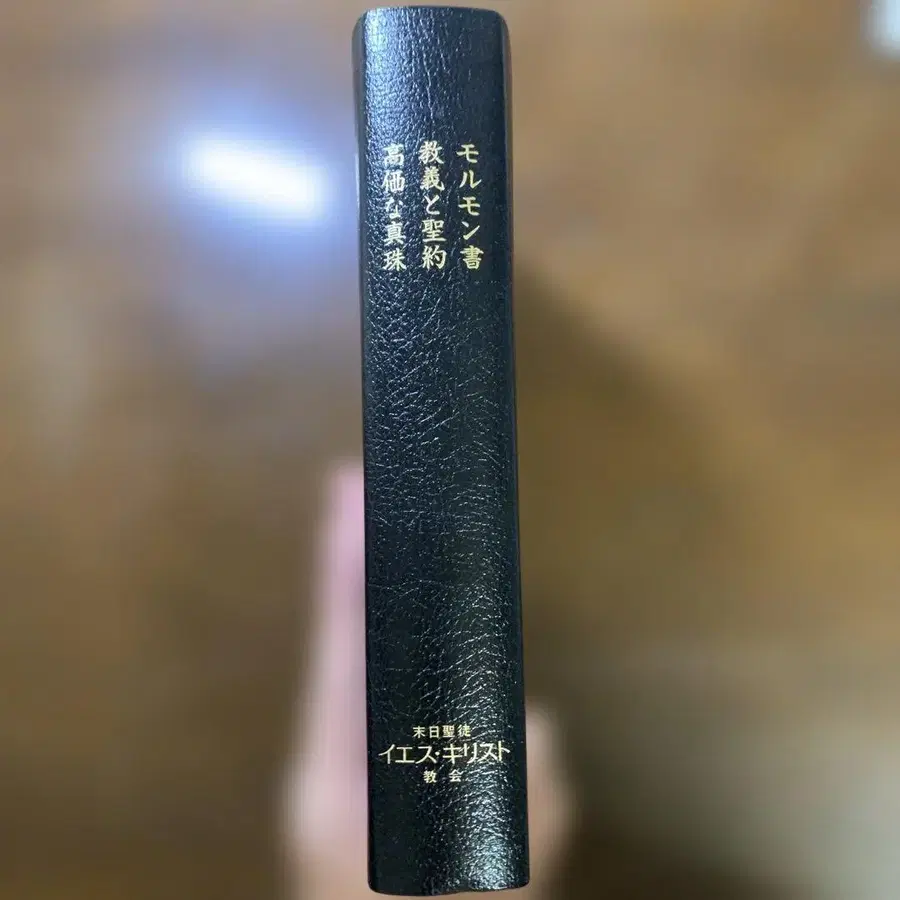 モルモン書
教義と聖約
高価な真珠
末日聖徒
イエス・キリスト
教会